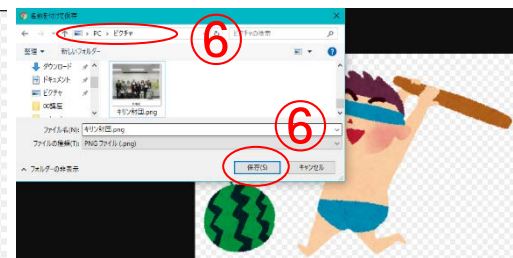 名前を付けて保存
PC › ピクチャ
⑥
ピクチャの検索
整理 新しいフォルダー
ダウンロード
ドキュメント
ピクチャ
キリン財団.png
⑥
ファイル名(N): キリン財団.png
ファイルの種類(T): PNG ファイル (.png)
フォルダーの非表示
保存(S) キャンセル